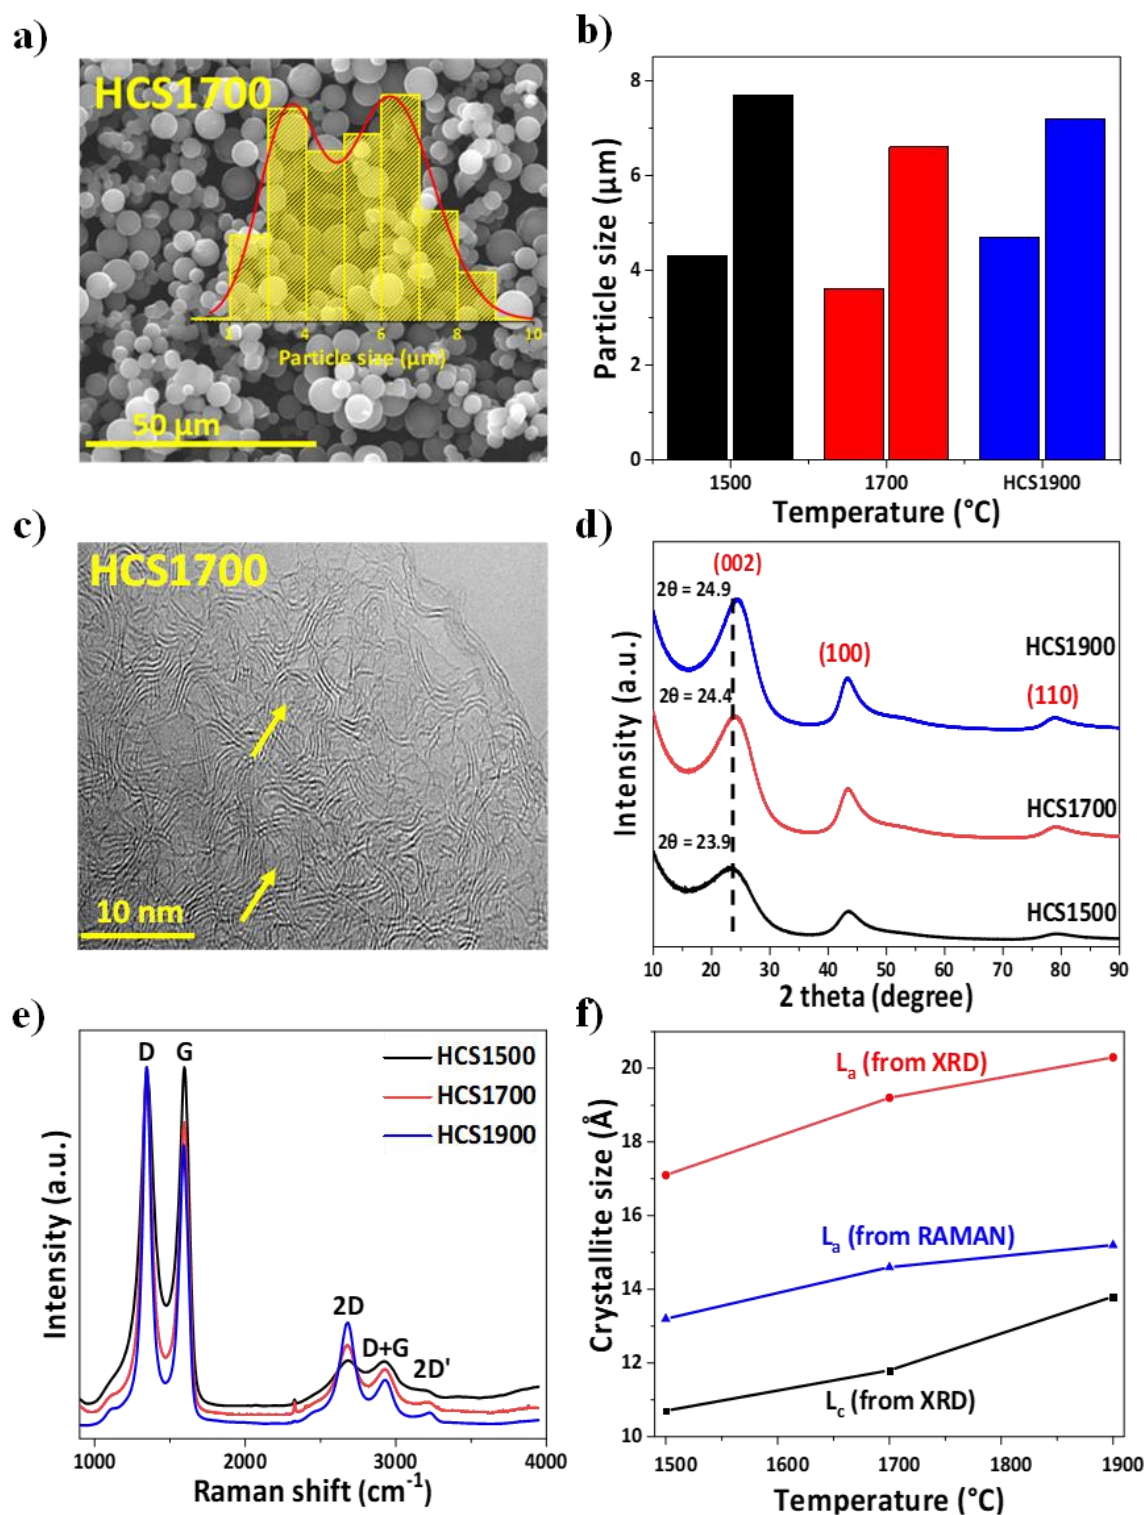 a)
HCS1700
2 4 6 8 10
Particle size (µm)
50 µm
b)
Particle size (µm)
8
6
4
2
0
1500 1700 HCS1900
Temperature (°C)
c)
HCS1700
10 nm
d)
Intensity (a.u.)
(002)
2θ = 24.9
HCS1900
(100)
(110)
2θ = 24.4
HCS1700
2θ = 23.9
HCS1500
10 20 30 40 50 60 70 80 90
2 theta (degree)
e)
Intensity (a.u.)
D G
HCS1500
HCS1700
HCS1900
2D
D+G
2D'
1000 2000 3000 4000
Raman shift (cm⁻¹)
f)
Crystallite size (Å)
20
18
16
14
12
10
Lₐ (from XRD)
Lₐ (from RAMAN)
L꜀ (from XRD)
1500 1600 1700 1800 1900
Temperature (°C)